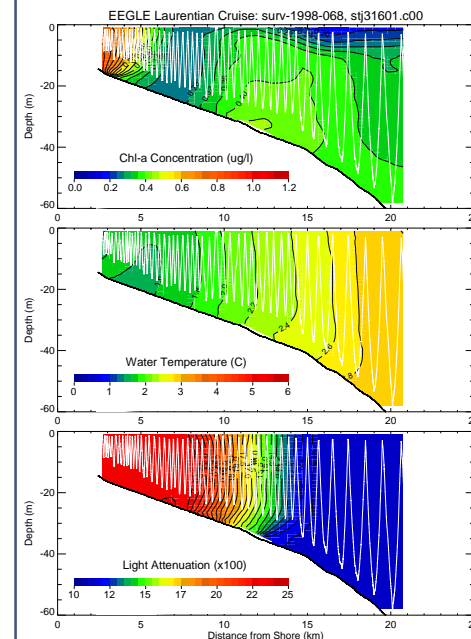 EEGLE Laurentian Cruise: surv-1998-068, stj31601.c00
0
-20
-40
-60
Depth (m)
Chl-a Concentration (ug/l)
0.0 0.2 0.4 0.6 0.8 1.0 1.2
0 5 10 15 20
0
-20
-40
-60
Depth (m)
2.4
2.6
Water Temperature (C)
0 1 2 3 4 5 6
0 5 10 15 20
0
-20
-40
-60
Depth (m)
Light Attenuation (x100)
10 12 13 15 17 20 22 25
0 5 10 15 20
Distance from Shore (km)